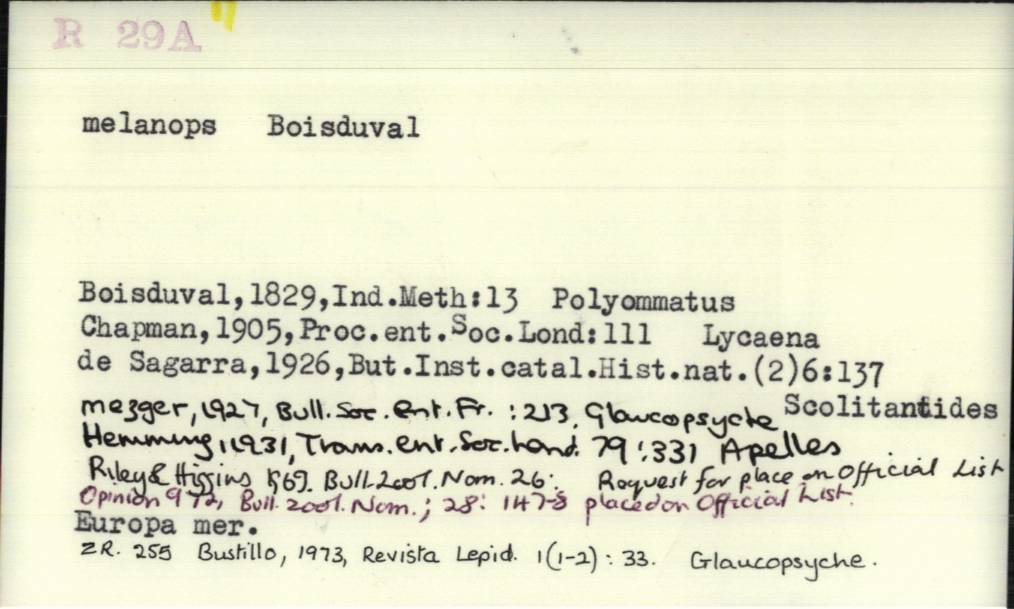 R 29A
melanops Boisduval
Boisduval,1829,Ind.Meth:13 Polyommatus
Chapman,1905,Proc.ent.Soc.Lond:111 Lycaena
de Sagarra,1926,But.Inst.catal.Hist.nat.(2)6:137
Scolitantides
Mezger, 1927, Bull. Soc. Ent. Fr. : 213. Glaucopsyche
Hemming, 1931, Trans. ent. Soc. Lond. 79 : 331 Apelles
Riley & Higgins 1969. Bull. Zool. Nom. 26: Request for place on Official List
Opinion 972, Bull. Zool. Nom.; 28: 147-8 placed on Official List.
Europa mer.
ZR. 255 Bustillo, 1973, Revista Lepid. 1(1-2) : 33. Glaucopsyche.